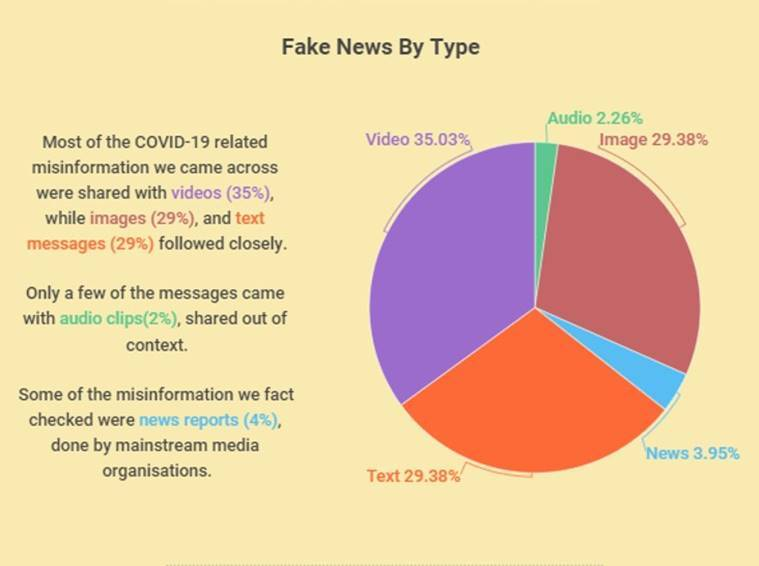 Fake News By Type
Most of the COVID-19 related
misinformation we came across
were shared with videos (35%),
while images (29%), and text
messages (29%) followed closely.
Only a few of the messages came
with audio clips(2%), shared out of
context.
Some of the misinformation we fact
checked were news reports (4%),
done by mainstream media
organisations.
Audio 2.26%
Video 35.03%
Image 29.38%
News 3.95%
Text 29.38%